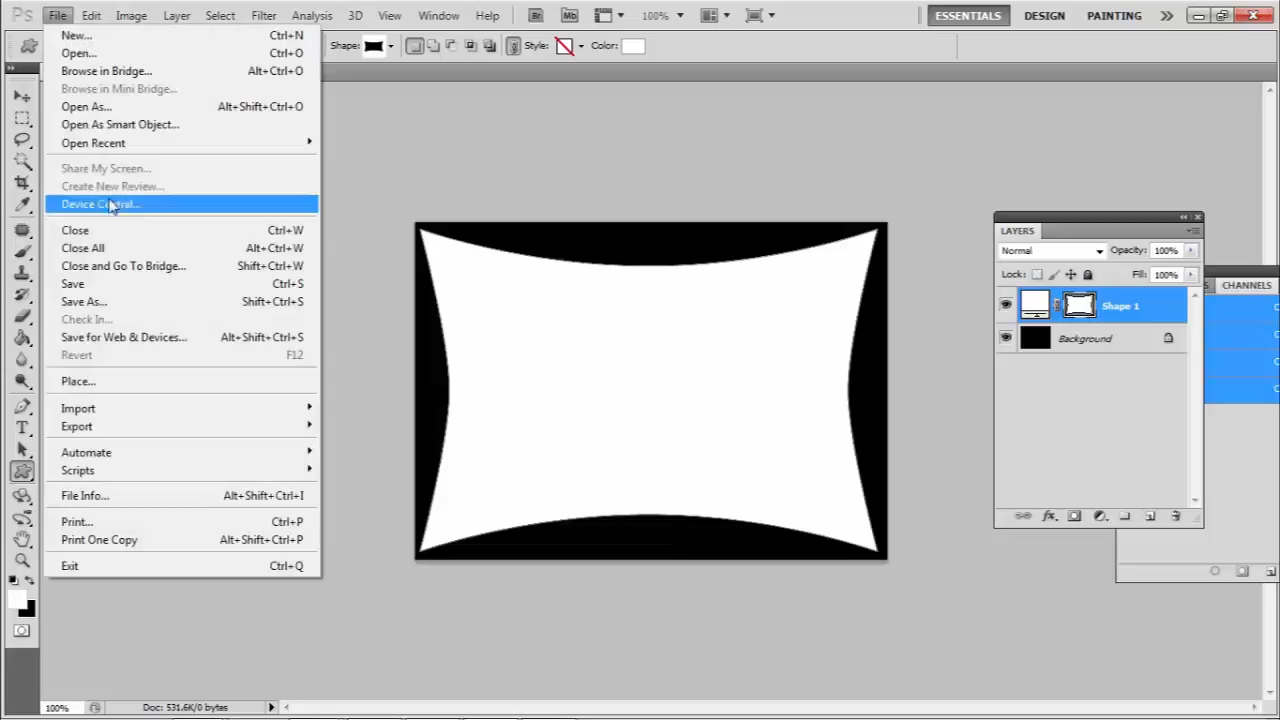 Ps File Edit Image Layer Select Filter Analysis 3D View Window Help Br Mb 100% ESSENTIALS DESIGN PAINTING
Shape: Style: Color:
New... Ctrl+N
Open... Ctrl+O
Browse in Bridge... Alt+Ctrl+O
Browse in Mini Bridge...
Open As... Alt+Shift+Ctrl+O
Open As Smart Object...
Open Recent
Share My Screen...
Create New Review...
Device Central...
Close Ctrl+W
Close All Alt+Ctrl+W
Close and Go To Bridge... Shift+Ctrl+W
Save Ctrl+S
Save As... Shift+Ctrl+S
Check In...
Save for Web & Devices... Alt+Shift+Ctrl+S
Revert F12
Place...
Import
Export
Automate
Scripts
File Info... Alt+Shift+Ctrl+I
Print... Ctrl+P
Print One Copy Alt+Shift+Ctrl+P
Exit Ctrl+Q
LAYERS
Normal Opacity: 100%
Lock: Fill: 100%
Shape 1
Background
CHANNELS
100% Doc: 531.6K/0 bytes